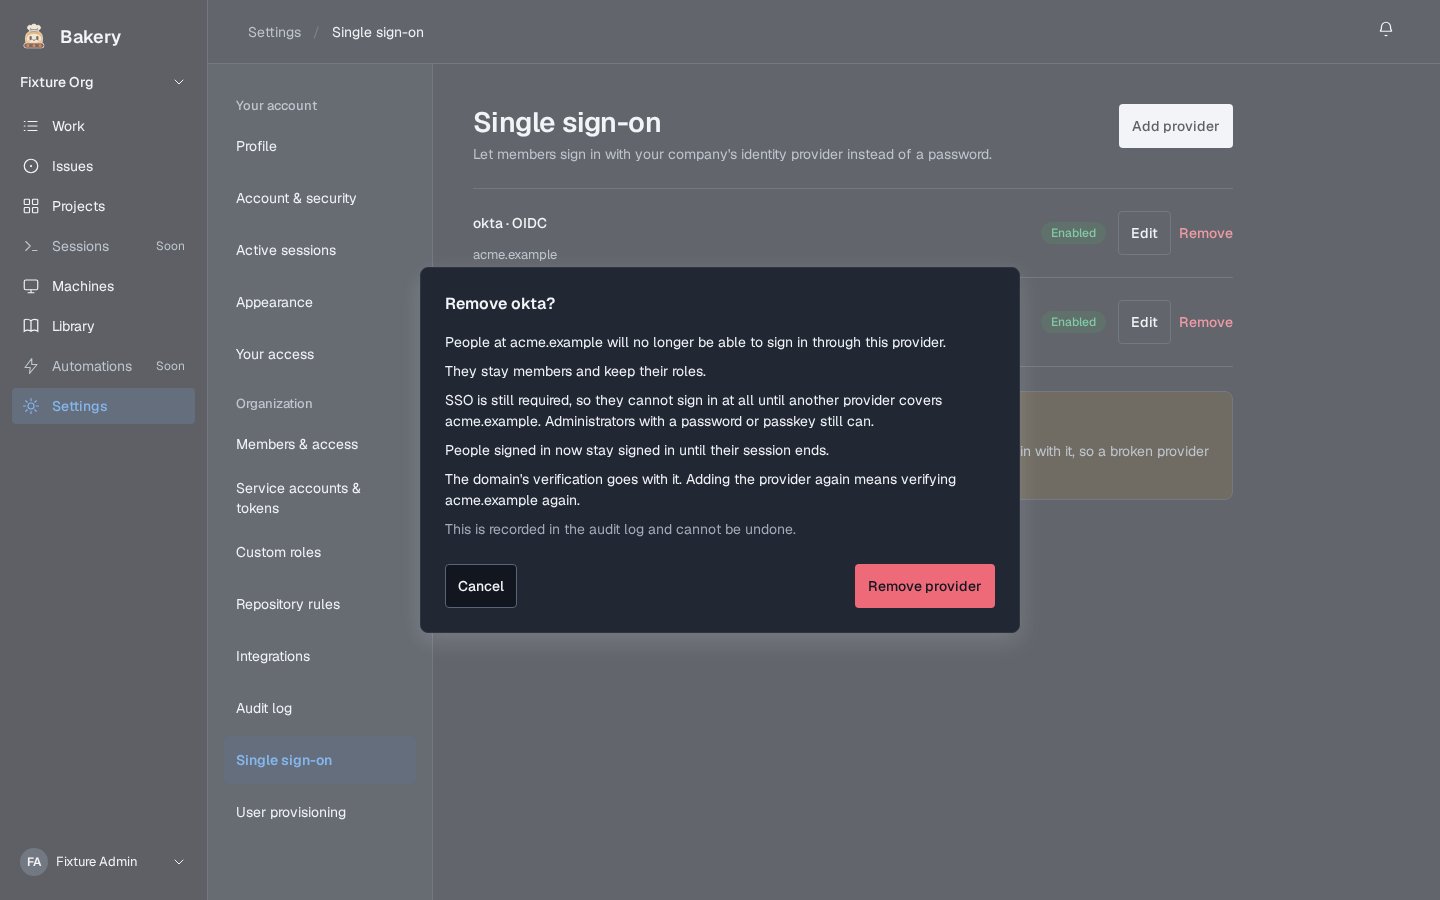 Bakery
Fixture Org
Work
Issues
Projects
Sessions Soon
Machines
Library
Automations Soon
Settings
FA Fixture Admin
Settings / Single sign-on
Your account
Profile
Account & security
Active sessions
Appearance
Your access
Organization
Members & access
Service accounts &
tokens
Custom roles
Repository rules
Integrations
Audit log
Single sign-on
User provisioning
Single sign-on
Let members sign in with your company's identity provider instead of a password.
Add provider
okta · OIDC
acme.example
Enabled Edit Remove
Enabled Edit Remove
in with it, so a broken provider
Remove okta?
People at acme.example will no longer be able to sign in through this provider.
They stay members and keep their roles.
SSO is still required, so they cannot sign in at all until another provider covers
acme.example. Administrators with a password or passkey still can.
People signed in now stay signed in until their session ends.
The domain's verification goes with it. Adding the provider again means verifying
acme.example again.
This is recorded in the audit log and cannot be undone.
Cancel
Remove provider